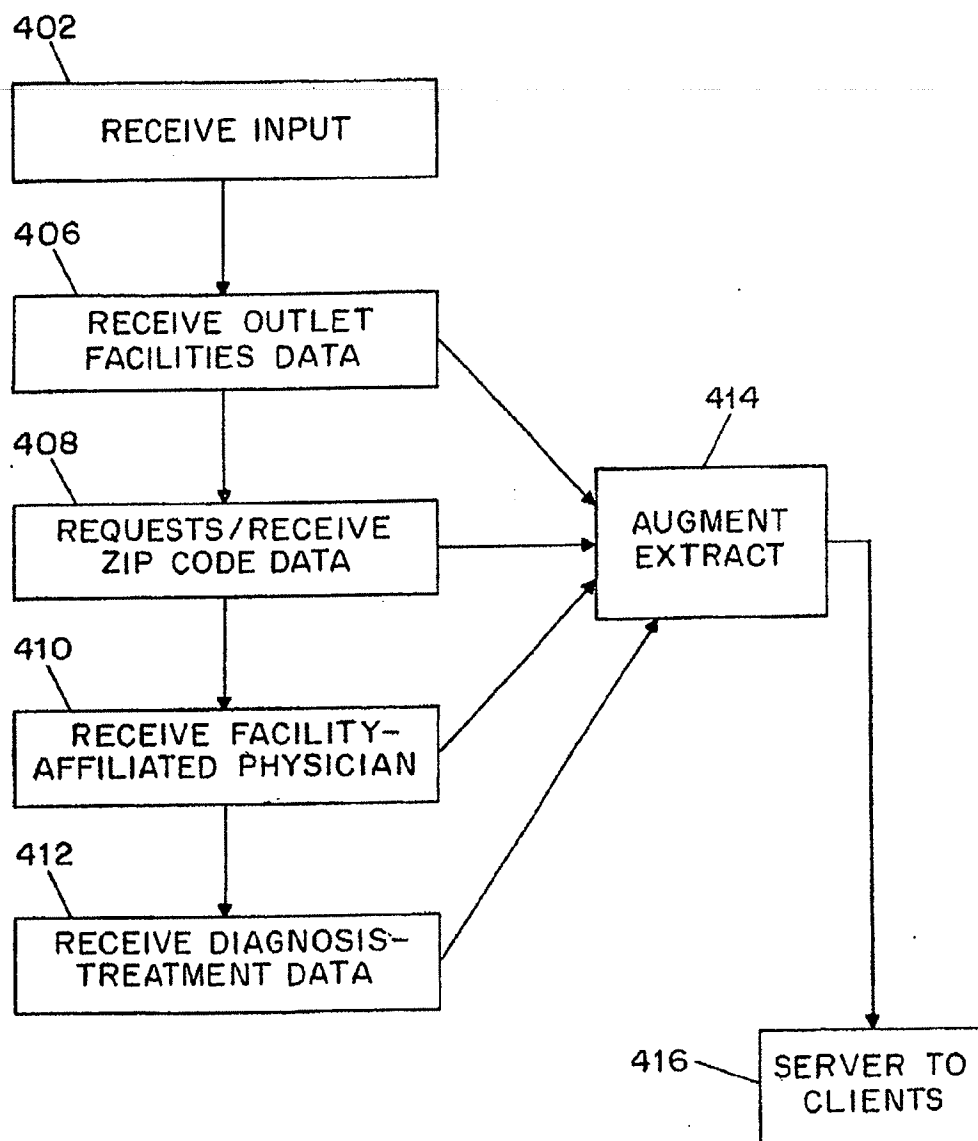 402
RECEIVE INPUT
406
RECEIVE OUTLET
FACILITIES DATA
408
REQUESTS/RECEIVE
ZIP CODE DATA
410
RECEIVE FACILITY-
AFFILIATED PHYSICIAN
412
RECEIVE DIAGNOSIS-
TREATMENT DATA
414
AUGMENT
EXTRACT
416
SERVER TO
CLIENTS